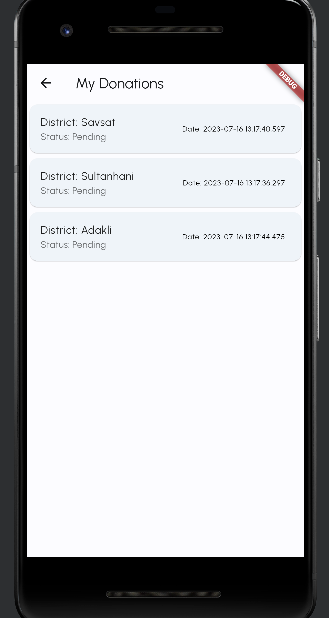 DEBUG
My Donations
District: Savsat
Status: Pending
Date: 2023-07-16 13:17:40.597
District: Sultanhani
Status: Pending
Date: 2023-07-16 13:17:36.297
District: Adakli
Status: Pending
Date: 2023-07-16 13:17:44.475